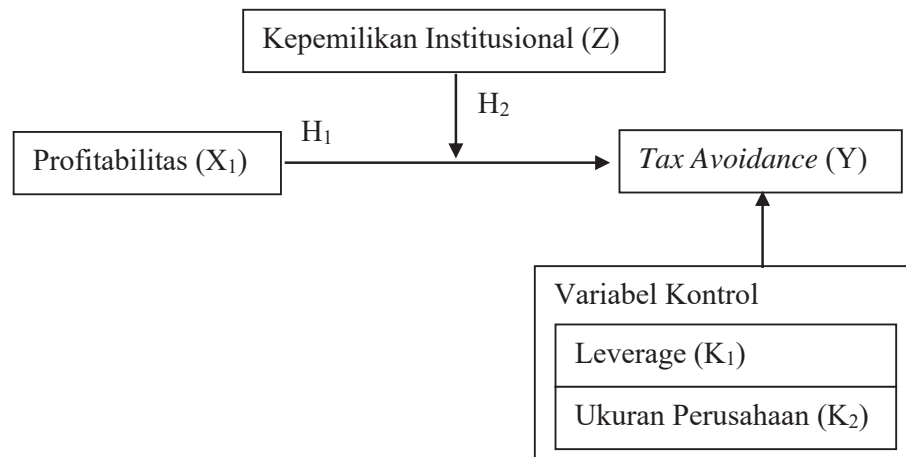 Kepemilikan Institusional (Z)
H₂
H₁
Profitabilitas (X₁)
Tax Avoidance (Y)
Variabel Kontrol
Leverage (K₁)
Ukuran Perusahaan (K₂)